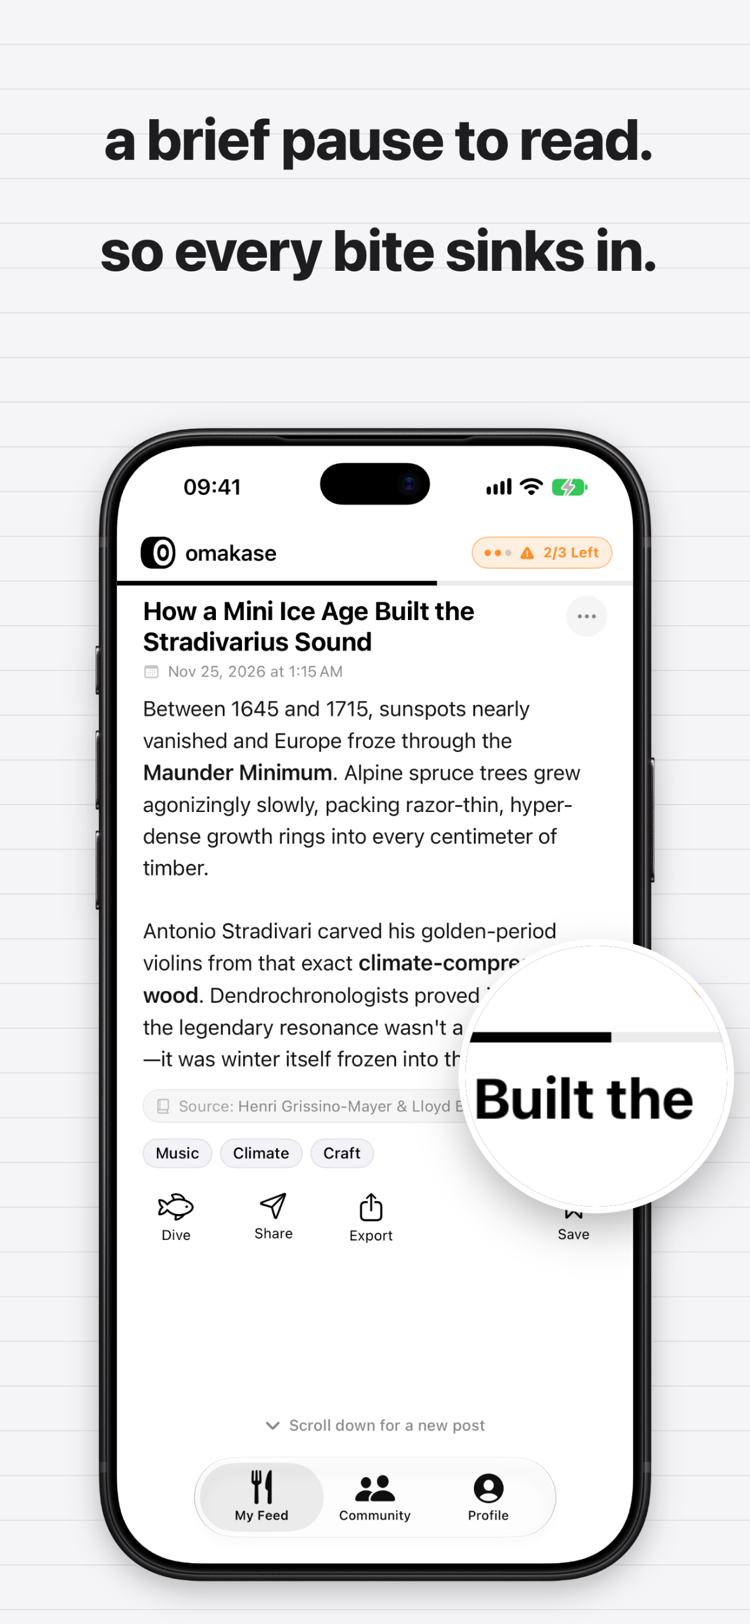 a brief pause to read.
so every bite sinks in.
09:41
omakase
2/3 Left
How a Mini Ice Age Built the
Stradivarius Sound
Nov 25, 2026 at 1:15 AM
Between 1645 and 1715, sunspots nearly
vanished and Europe froze through the
Maunder Minimum. Alpine spruce trees grew
agonizingly slowly, packing razor-thin, hyper-
dense growth rings into every centimeter of
timber.
Antonio Stradivari carved his golden-period
violins from that exact climate-compre
wood. Dendrochronologists proved
the legendary resonance wasn't a
—it was winter itself frozen into th
Built the
Source: Henri Grissino-Mayer & Lloyd
Music Climate Craft
Dive Share Export Save
Scroll down for a new post
My Feed Community Profile